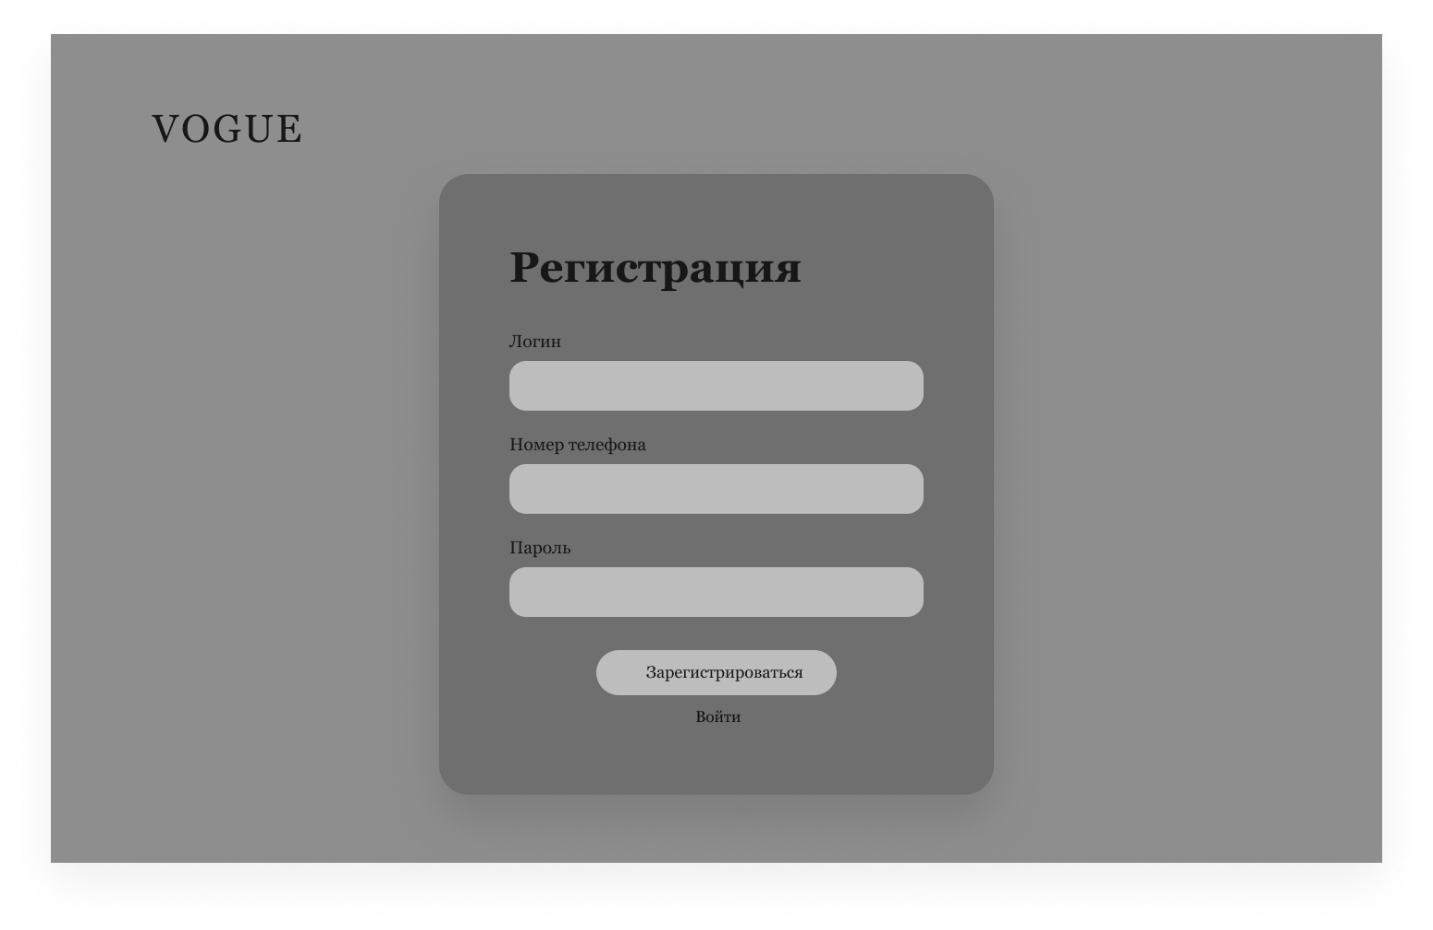 VOGUE
Регистрация
Логин
Номер телефона
Пароль
Зарегистрироваться
Войти